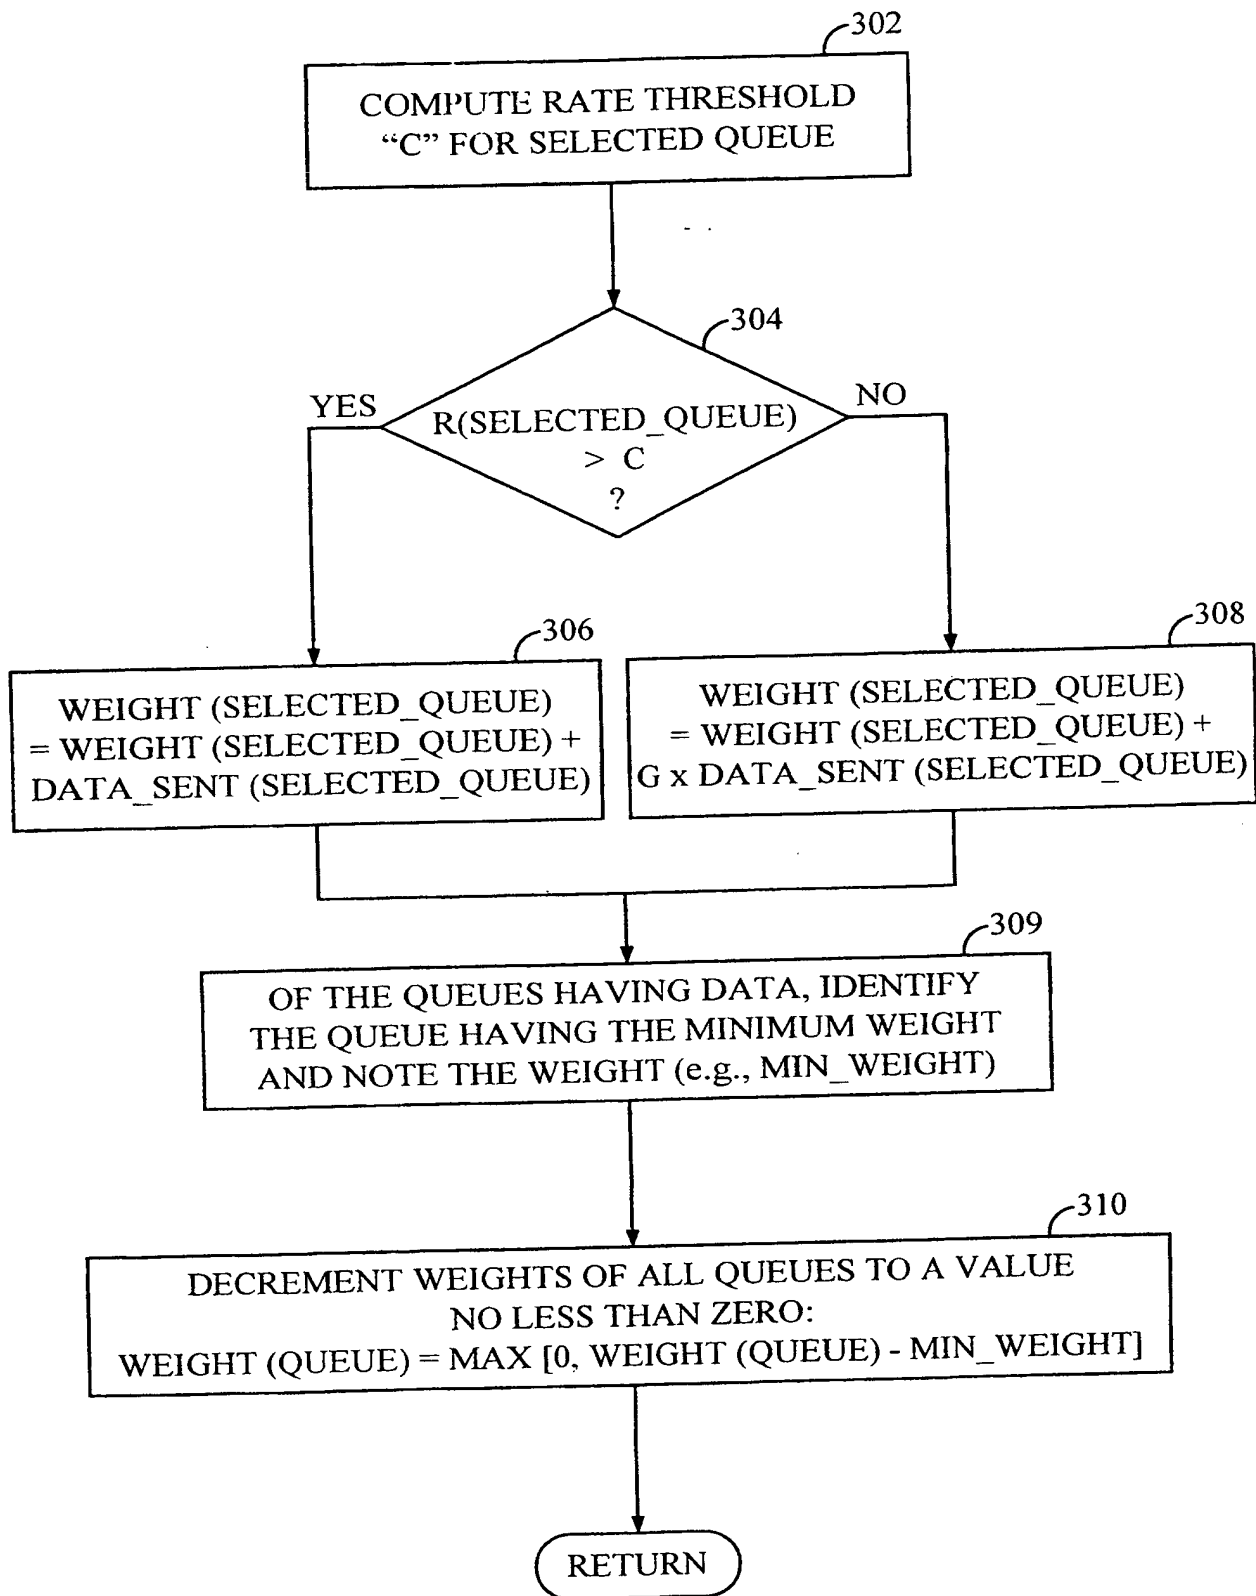 302
COMPUTE RATE THRESHOLD
“C” FOR SELECTED QUEUE
304
YES
NO
R(SELECTED_QUEUE)
> C
?
306
WEIGHT (SELECTED_QUEUE)
= WEIGHT (SELECTED_QUEUE) +
DATA_SENT (SELECTED_QUEUE)
308
WEIGHT (SELECTED_QUEUE)
= WEIGHT (SELECTED_QUEUE) +
G x DATA_SENT (SELECTED_QUEUE)
309
OF THE QUEUES HAVING DATA, IDENTIFY
THE QUEUE HAVING THE MINIMUM WEIGHT
AND NOTE THE WEIGHT (e.g., MIN_WEIGHT)
310
DECREMENT WEIGHTS OF ALL QUEUES TO A VALUE
NO LESS THAN ZERO:
WEIGHT (QUEUE) = MAX [0, WEIGHT (QUEUE) - MIN_WEIGHT]
RETURN